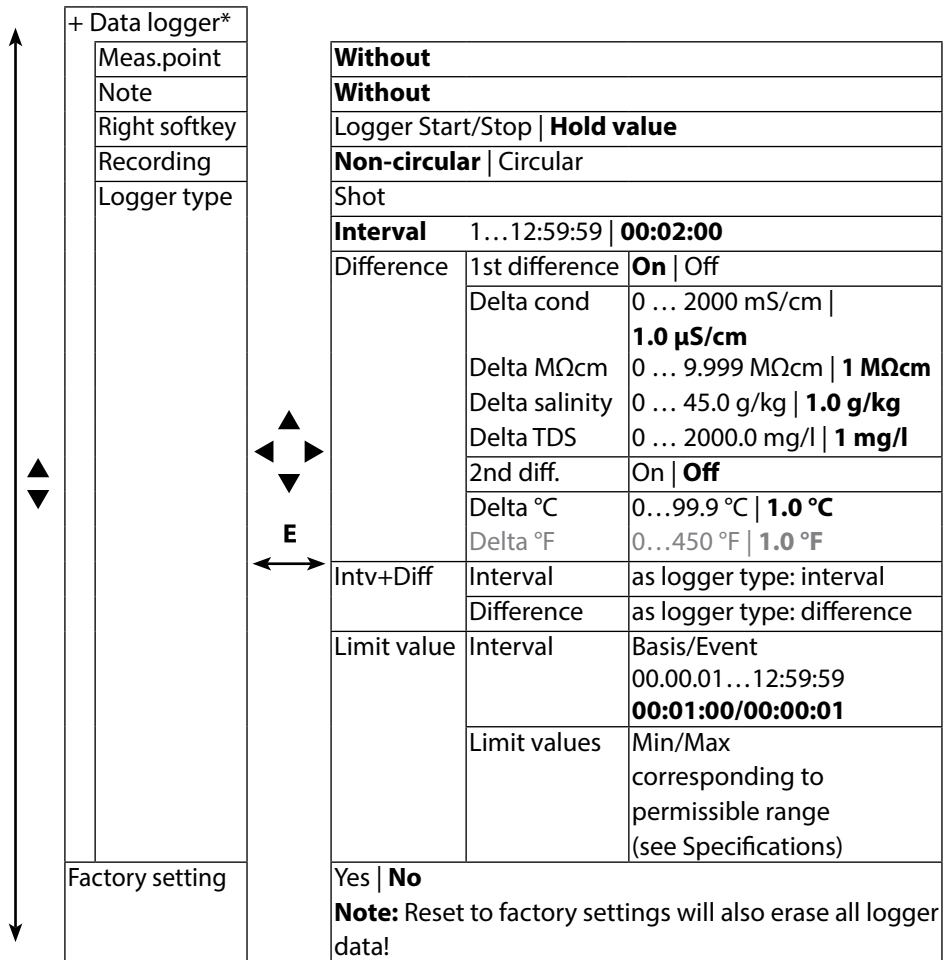 + Data logger*
Meas.point Without
Note Without
Right softkey Logger Start/Stop | Hold value
Recording Non-circular | Circular
Logger type Shot
Interval 1…12:59:59 | 00:02:00
Difference 1st difference On | Off
Delta cond 0 … 2000 mS/cm |
1.0 µS/cm
Delta MΩcm 0 … 9.999 MΩcm | 1 MΩcm
Delta salinity 0 … 45.0 g/kg | 1.0 g/kg
Delta TDS 0 … 2000.0 mg/l | 1 mg/l
2nd diff. On | Off
Delta °C 0…99.9 °C | 1.0 °C
E Delta °F 0…450 °F | 1.0 °F
Intv+Diff Interval as logger type: interval
Difference as logger type: difference
Limit value Interval Basis/Event
00.00.01…12:59:59
00:01:00/00:00:01
Limit values Min/Max
corresponding to
permissible range
(see Specifications)
Factory setting Yes | No
Note: Reset to factory settings will also erase all logger
data!